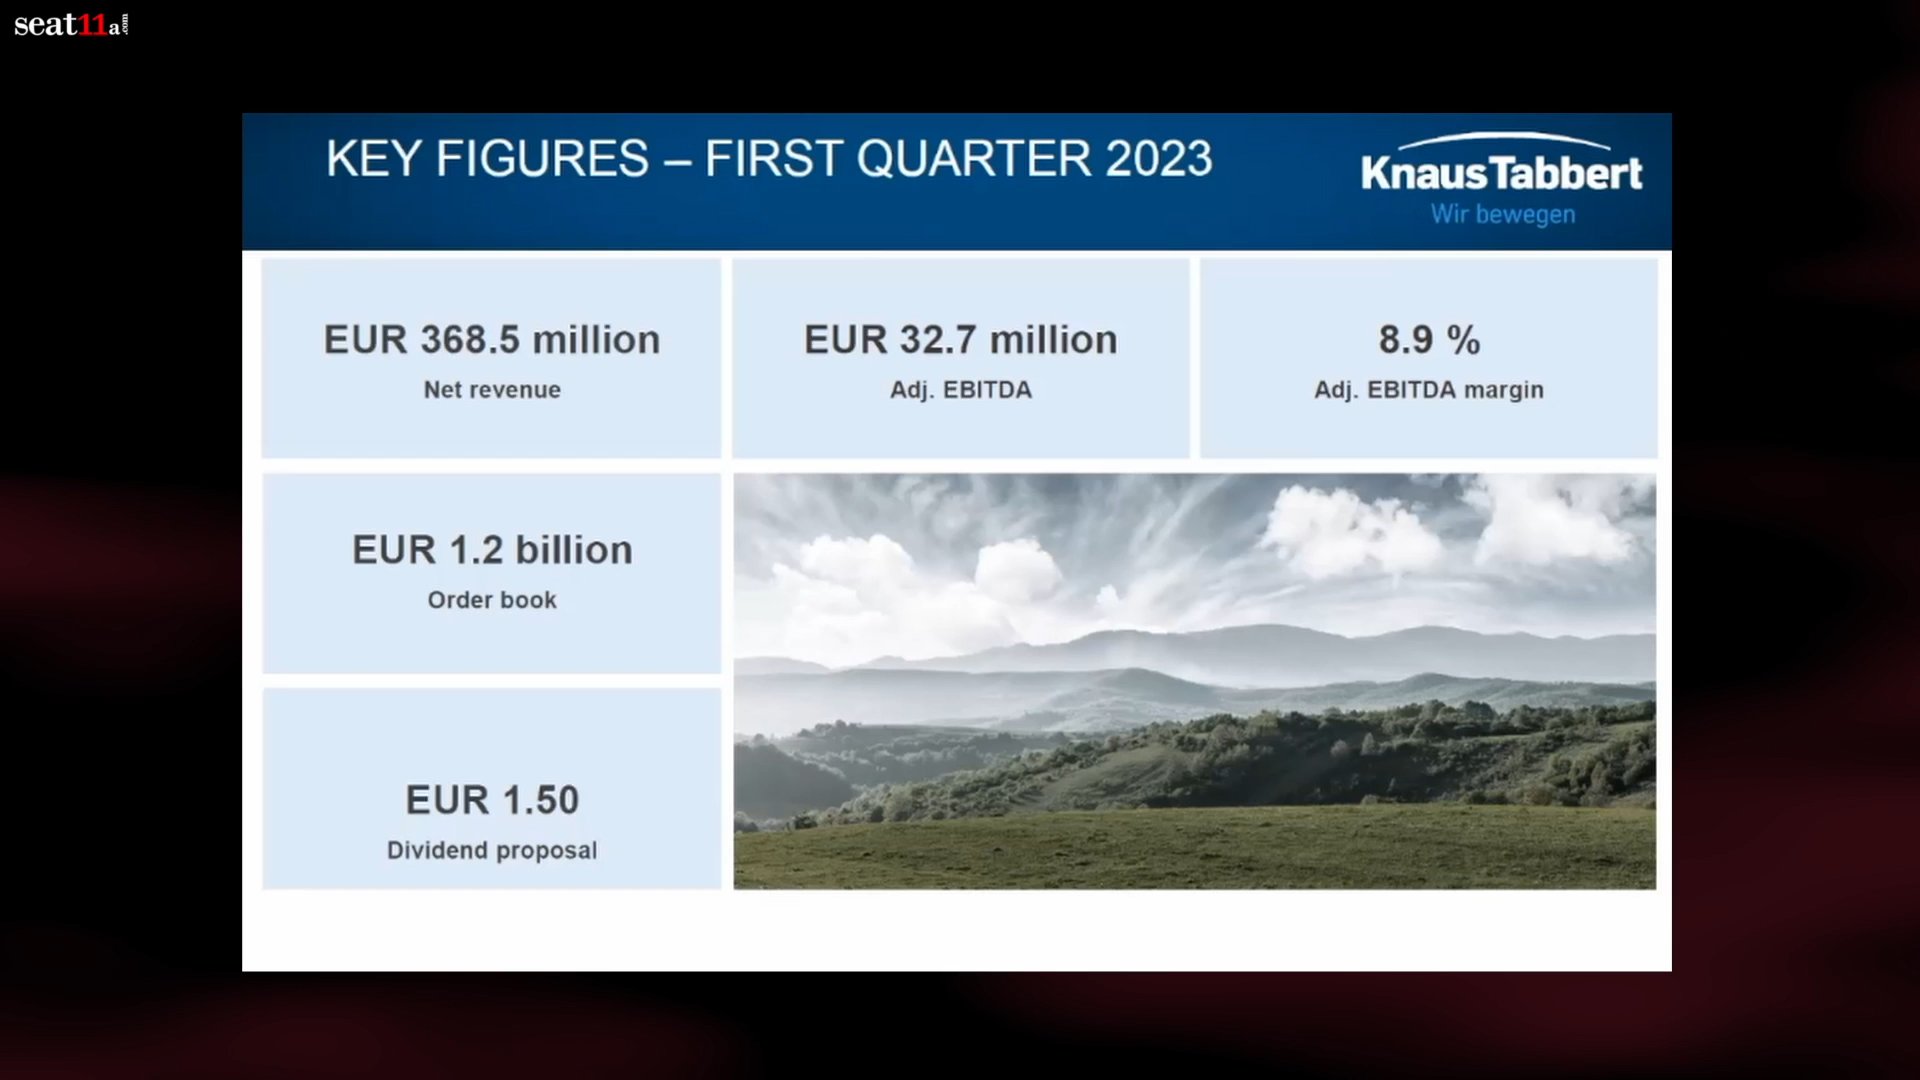 seat11a.com
KEY FIGURES – FIRST QUARTER 2023
KnausTabbert
Wir bewegen
EUR 368.5 million
Net revenue
EUR 32.7 million
Adj. EBITDA
8.9 %
Adj. EBITDA margin
EUR 1.2 billion
Order book
EUR 1.50
Dividend proposal